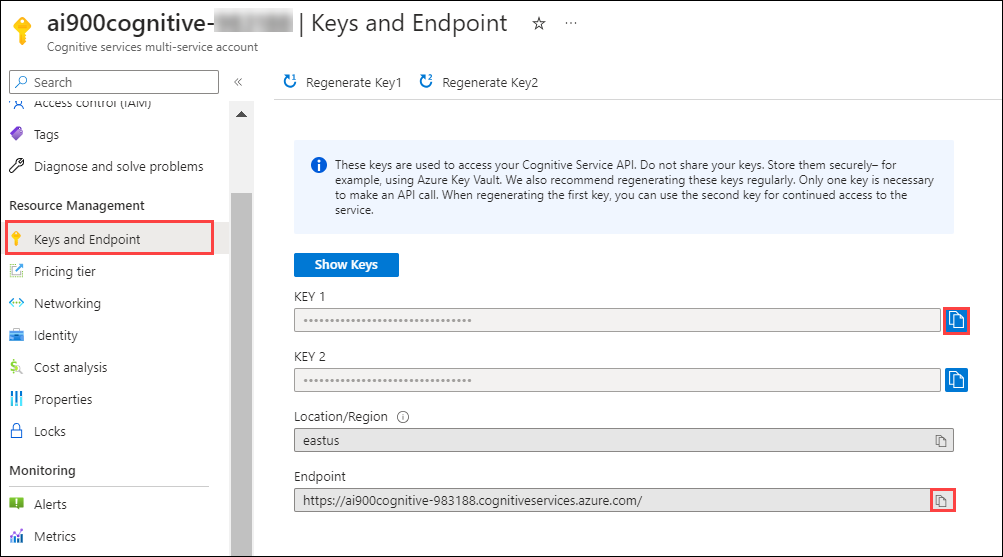 ai900cognitive- | Keys and Endpoint
Cognitive services multi-service account
Search
Regenerate Key1
Regenerate Key2
Access control (IAM)
Tags
Diagnose and solve problems
Resource Management
Keys and Endpoint
Pricing tier
Networking
Identity
Cost analysis
Properties
Locks
Monitoring
Alerts
Metrics
These keys are used to access your Cognitive Service API. Do not share your keys. Store them securely– for
example, using Azure Key Vault. We also recommend regenerating these keys regularly. Only one key is necessary
to make an API call. When regenerating the first key, you can use the second key for continued access to the
service.
Show Keys
KEY 1
KEY 2
Location/Region
eastus
Endpoint
https://ai900cognitive-983188.cognitiveservices.azure.com/